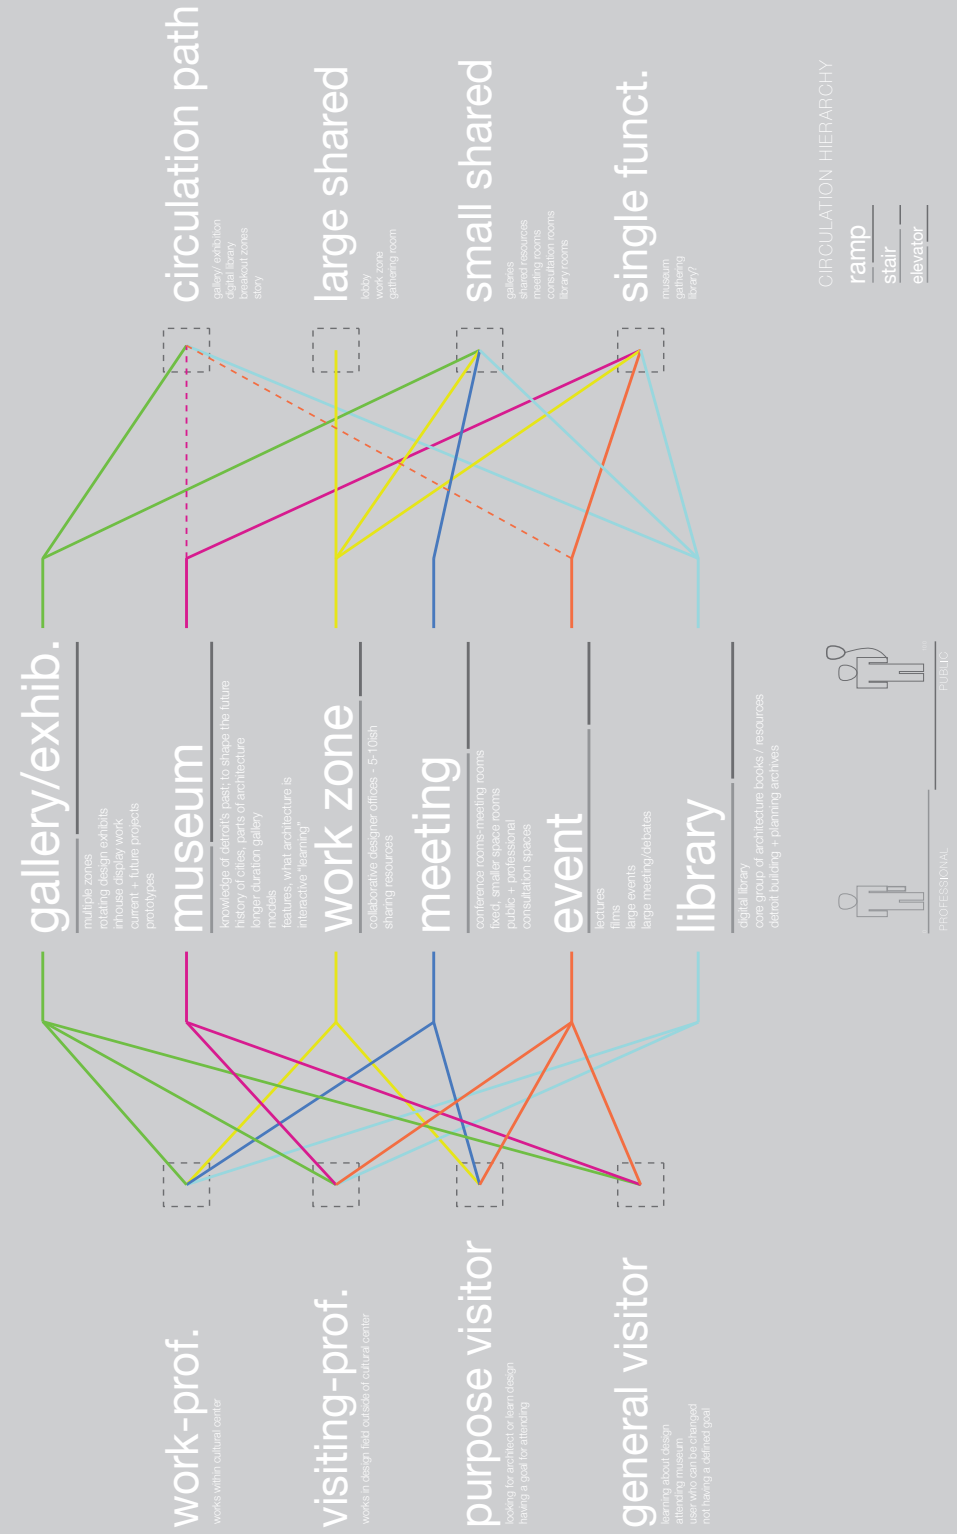 work-prof.
works within cultural center
visiting-prof.
works in design field outside of cultural center
purpose visitor
looking for architect or learn design
having a goal for attending
general visitor
learning about design
attending museum
user who can be changed
not having a defined goal
gallery/exhib.
multiple zones
rotating design exhibits
inhouse display work
current + future projects
prototypes
museum
knowledge of detroit's past; to shape the future
history of cities, parts of architecture
longer duration gallery
models
features, what architecture is
interactive "learning"
work zone
collaborative designer offices - 5-10ish
sharing resources
meeting
conference rooms-meeting rooms
fixed, smaller space rooms
public + professional
consultation spaces
event
lectures
films
large events
large meeting/debates
library
digital library
core group of architecture books / resources
detroit building + planning archives
circulation path
gallery/ exhibition
digital library
breakout zones
story
large shared
lobby
work zone
gathering room
small shared
galleries
shared resources
meeting rooms
consultation rooms
library rooms
single funct.
museum
gathering
library?
CIRCULATION HIERARCHY
ramp
stair
elevator
PROFESSIONAL
PUBLIC